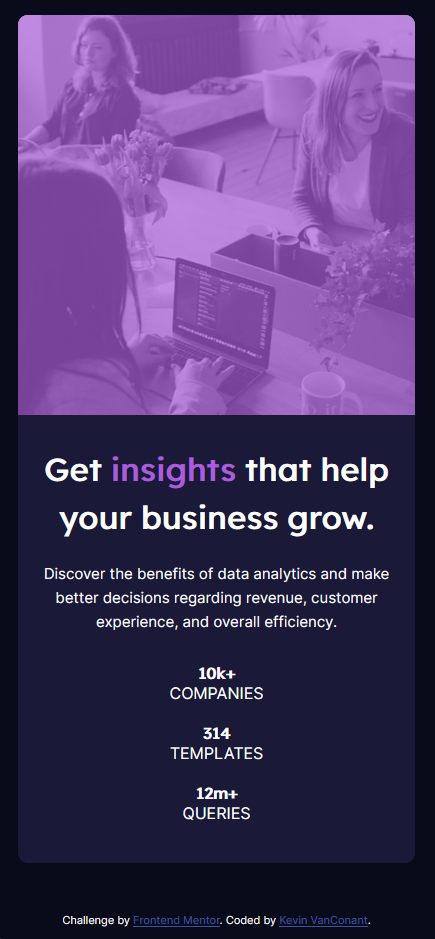 Get insights that help
your business grow.
Discover the benefits of data analytics and make
better decisions regarding revenue, customer
experience, and overall efficiency.
10k+
COMPANIES
314
TEMPLATES
12m+
QUERIES
Challenge by Frontend Mentor. Coded by Kevin VanConant.